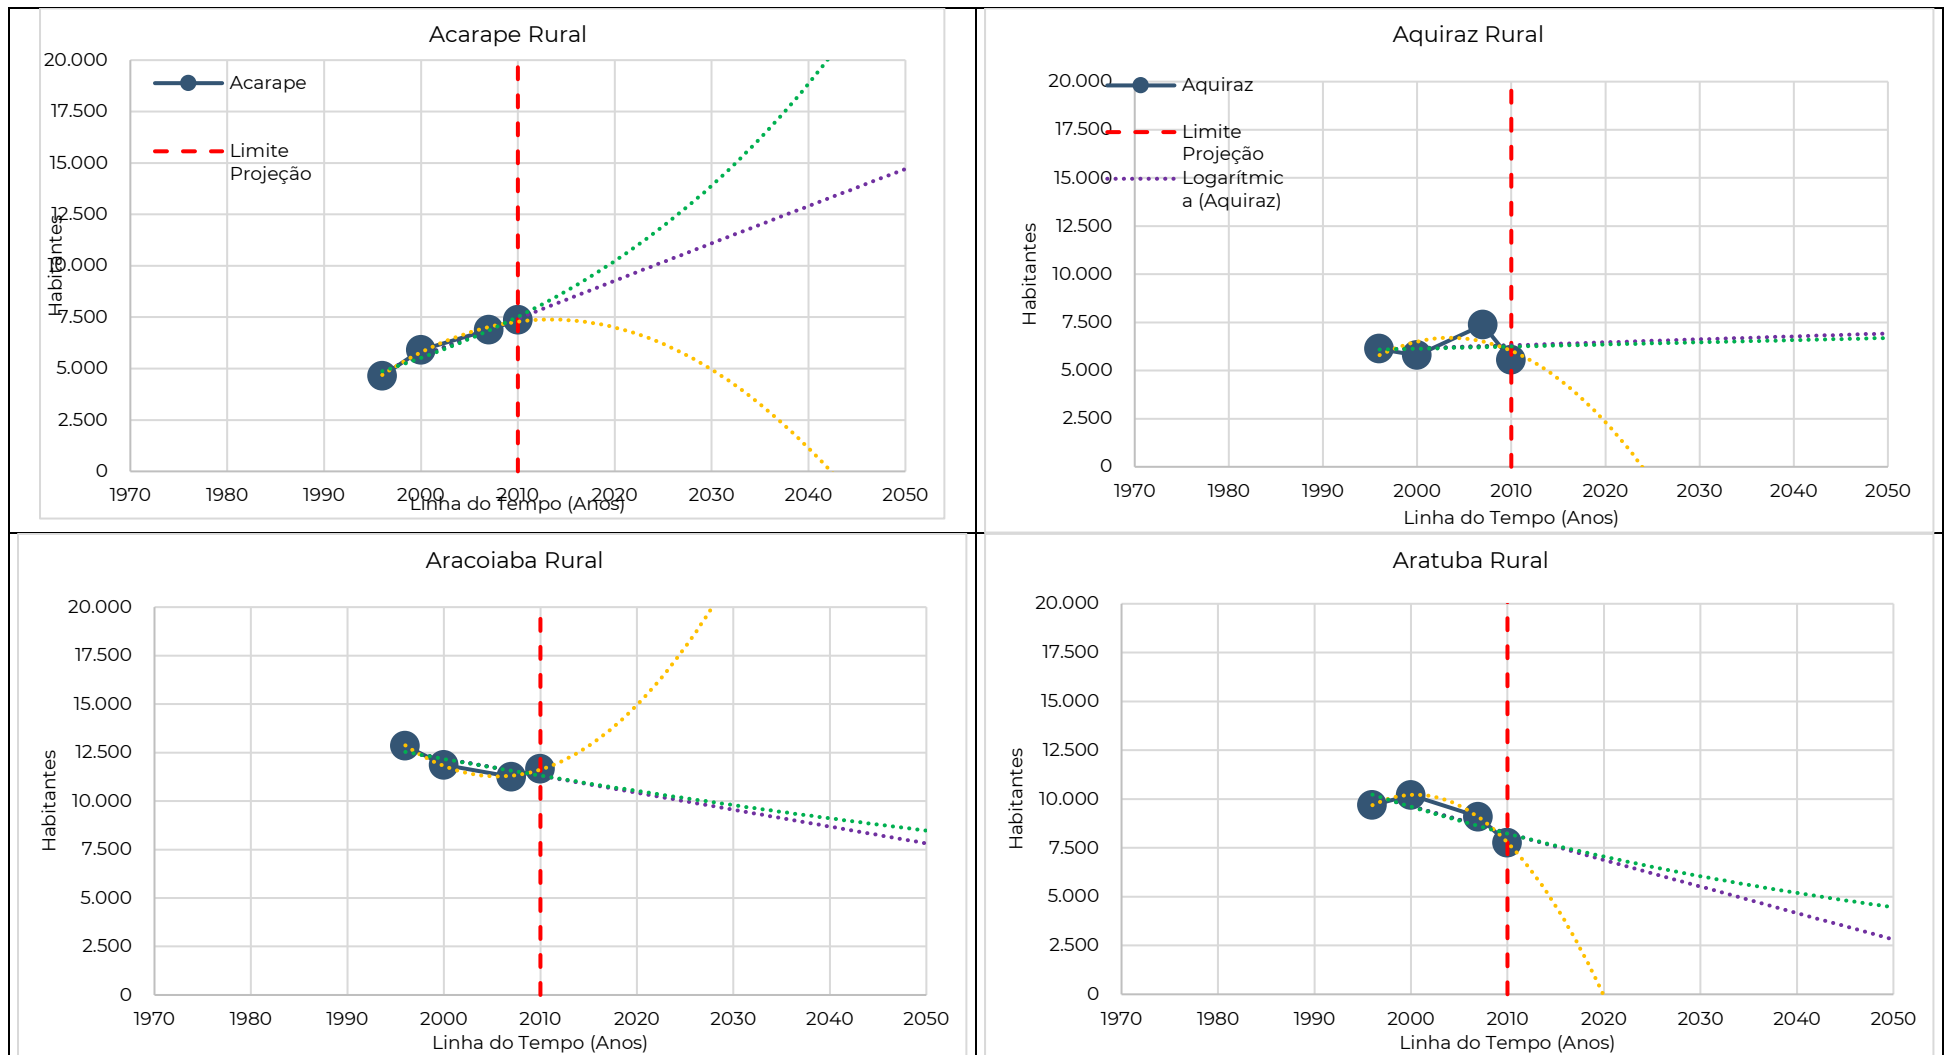 Acarape Rural
20.000
17.500
15.000
12.500
10.000
7.500
5.000
2.500
0
Habitantes
Acarape
Limite
Projeção
1970 1980 1990 2000 2010 2020 2030 2040 2050
Linha do Tempo (Anos)
Aquiraz Rural
20.000
17.500
15.000
12.500
10.000
7.500
5.000
2.500
0
Habitantes
Aquiraz
Limite
Projeção
Logarítmic
a (Aquiraz)
1970 1980 1990 2000 2010 2020 2030 2040 2050
Linha do Tempo (Anos)
Aracoiaba Rural
20.000
17.500
15.000
12.500
10.000
7.500
5.000
2.500
0
Habitantes
1970 1980 1990 2000 2010 2020 2030 2040 2050
Linha do Tempo (Anos)
Aratuba Rural
20.000
17.500
15.000
12.500
10.000
7.500
5.000
2.500
0
Habitantes
1970 1980 1990 2000 2010 2020 2030 2040 2050
Linha do Tempo (Anos)